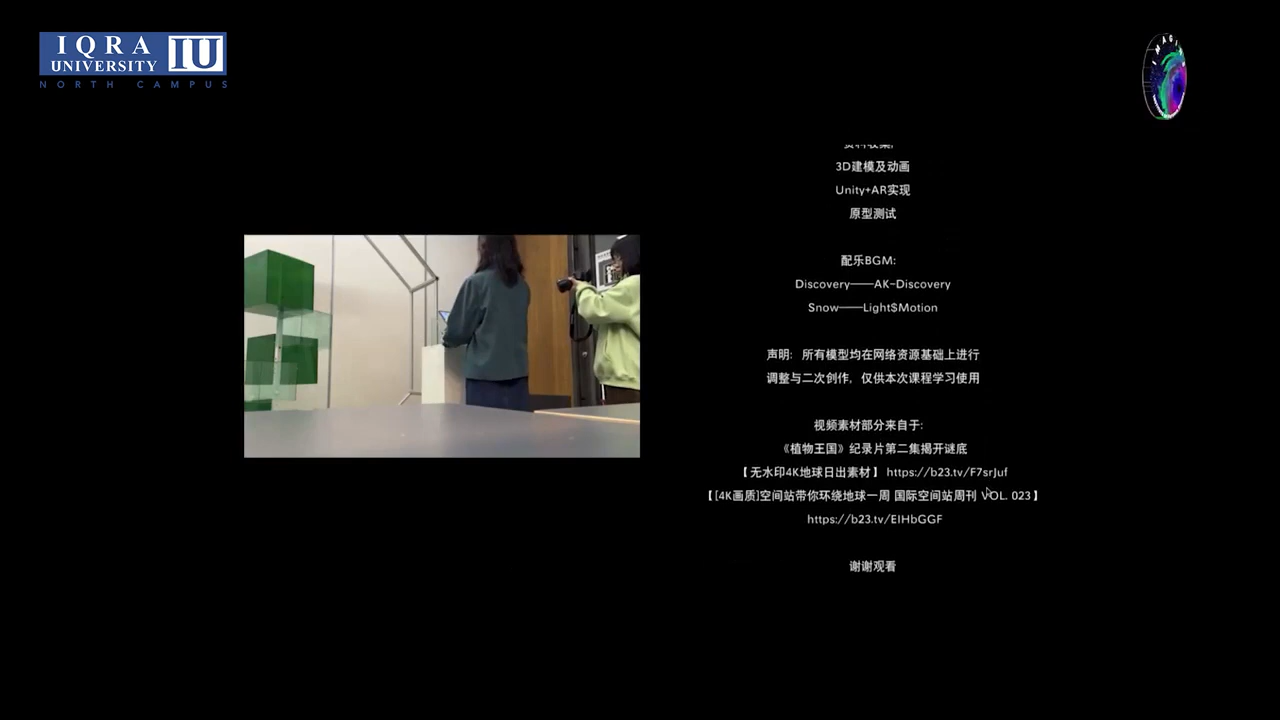 IQRA
UNIVERSITY
IU
NORTH CAMPUS
IMAGINE
3D建模及动画
Unity+AR实现
原型测试
配乐BGM:
Discovery——AK-Discovery
Snow——Light$Motion
声明: 所有模型均在网络资源基础上进行
调整与二次创作, 仅供本次课程学习使用
视频素材部分来自于:
《植物王国》纪录片第二集揭开谜底
【无水印4K地球日出素材】 https://b23.tv/F7srJuf
【[4K画质]空间站带你环绕地球一周 国际空间站周刊 VOL. 023】
https://b23.tv/EIHbGGF
谢谢观看